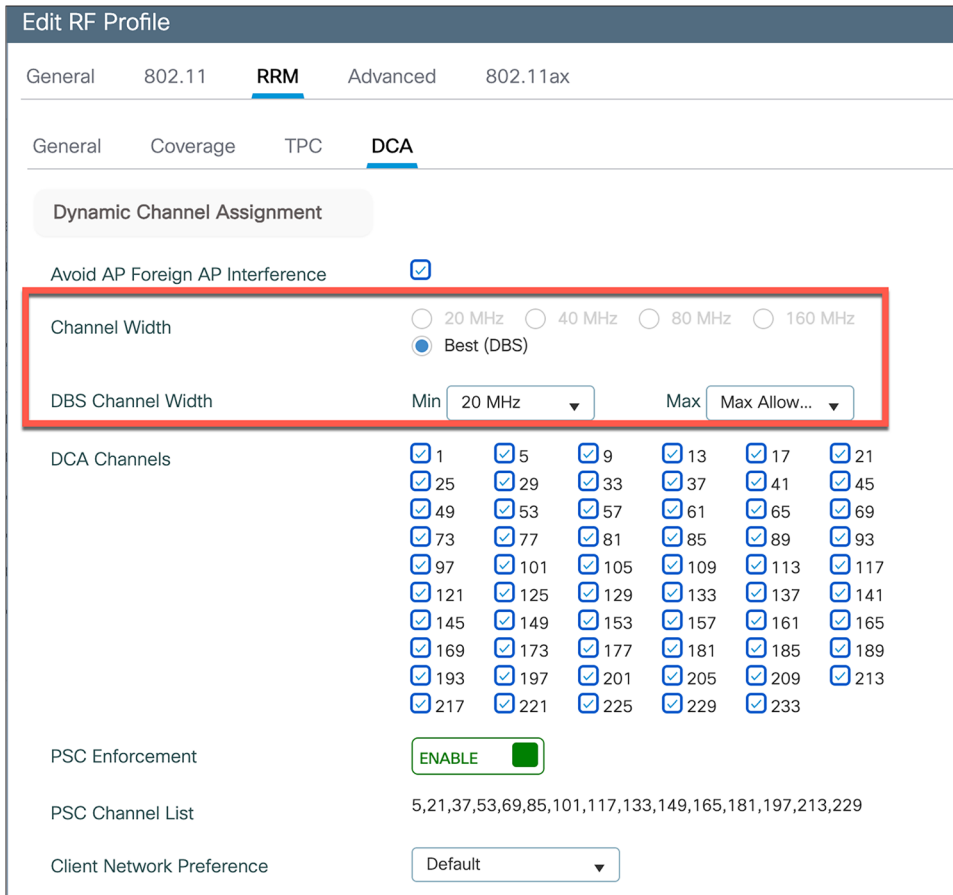 Edit RF Profile
General 802.11 RRM Advanced 802.11ax
General Coverage TPC DCA
Dynamic Channel Assignment
Avoid AP Foreign AP Interference
Channel Width 20 MHz 40 MHz 80 MHz 160 MHz
Best (DBS)
DBS Channel Width Min 20 MHz Max Max Allow...
DCA Channels 1 5 9 13 17 21
25 29 33 37 41 45
49 53 57 61 65 69
73 77 81 85 89 93
97 101 105 109 113 117
121 125 129 133 137 141
145 149 153 157 161 165
169 173 177 181 185 189
193 197 201 205 209 213
217 221 225 229 233
PSC Enforcement ENABLE
PSC Channel List 5,21,37,53,69,85,101,117,133,149,165,181,197,213,229
Client Network Preference Default